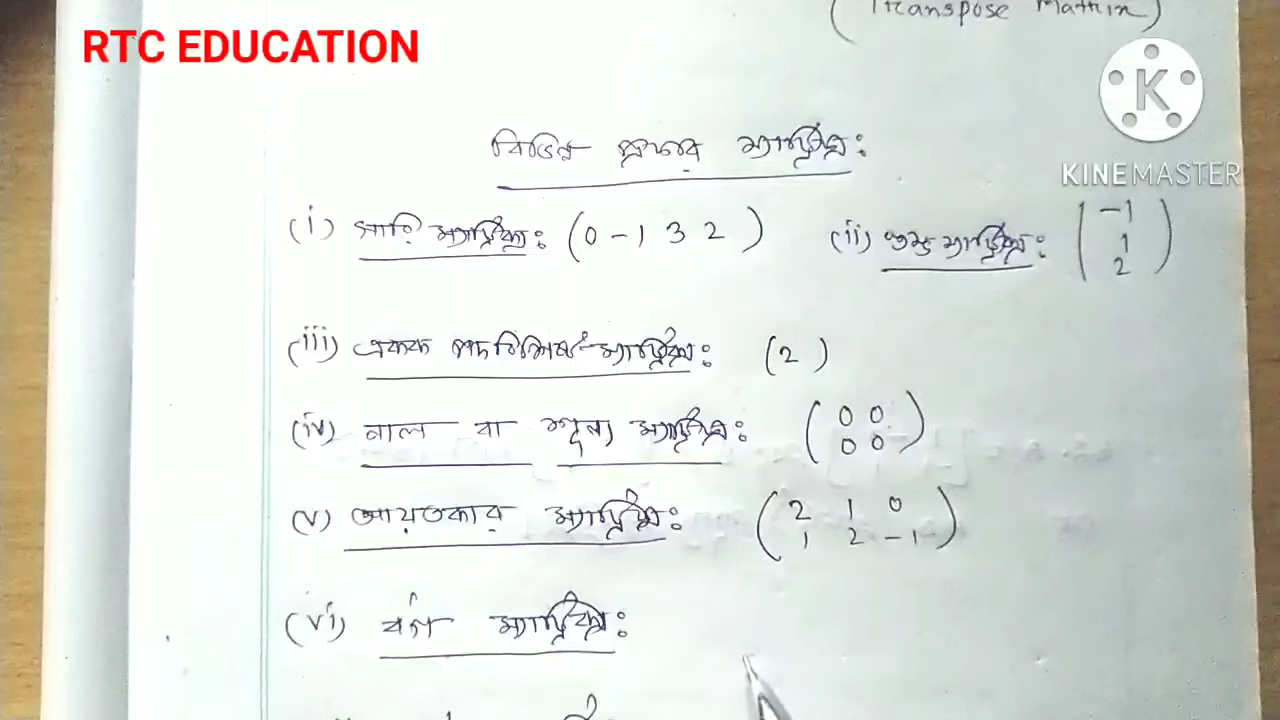 (Transpose Matrix)
RTC EDUCATION
K
KINEMASTER
বিভিন্ন প্রকার ম্যাট্রিক্স:
(i) সারি ম্যাট্রিক্স: (0 -1 3 2) (ii) স্তম্ভ ম্যাট্রিক্স: (-1
1
2)
(iii) একক পদবিশিষ্ট ম্যাট্রিক্স: (2)
(iv) নাল বা শূন্য ম্যাট্রিক্স: (0 0
0 0)
(v) আয়তকার ম্যাট্রিক্স: (2 1 0
1 2 -1)
(vi) বর্গ ম্যাট্রিক্স: